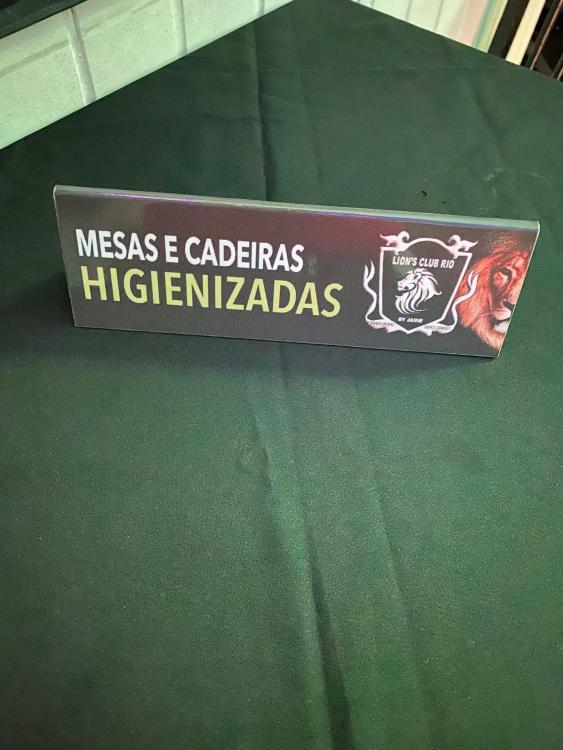 MESAS E CADEIRAS
HIGIENIZADAS
LION'S CLUB RIO